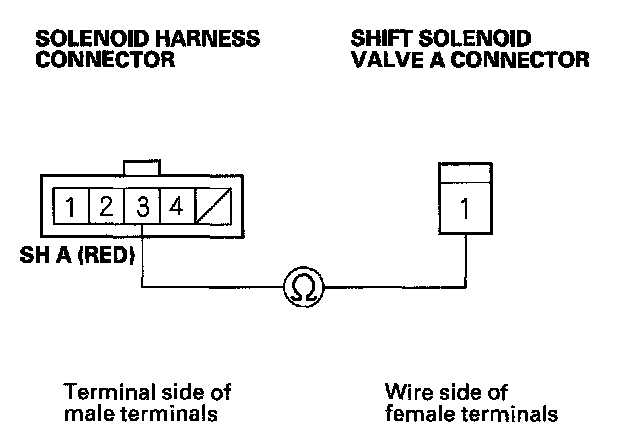 SOLENOID HARNESS
CONNECTOR
SHIFT SOLENOID
VALVE A CONNECTOR
1 2 3 4
1
SH A (RED)
Ω
Terminal side of
male terminals
Wire side of
female terminals